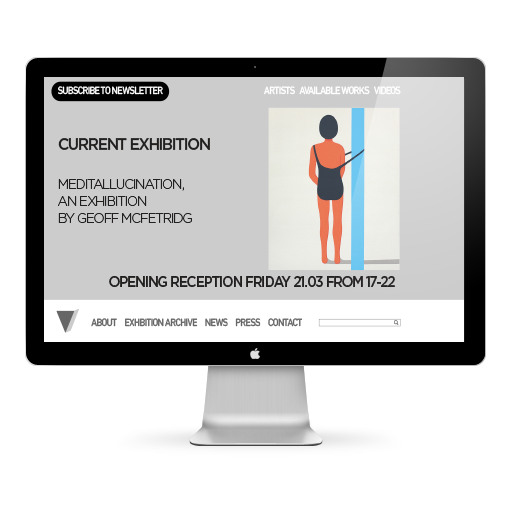 SUBSCRIBE TO NEWSLETTER
ARTISTS AVAILABLE WORKS VIDEOS
CURRENT EXHIBITION
MEDITALLUCINATION,
AN EXHIBITION
BY GEOFF MCFETRIDG
OPENING RECEPTION FRIDAY 21.03 FROM 17-22
ABOUT EXHIBITION ARCHIVE NEWS PRESS CONTACT